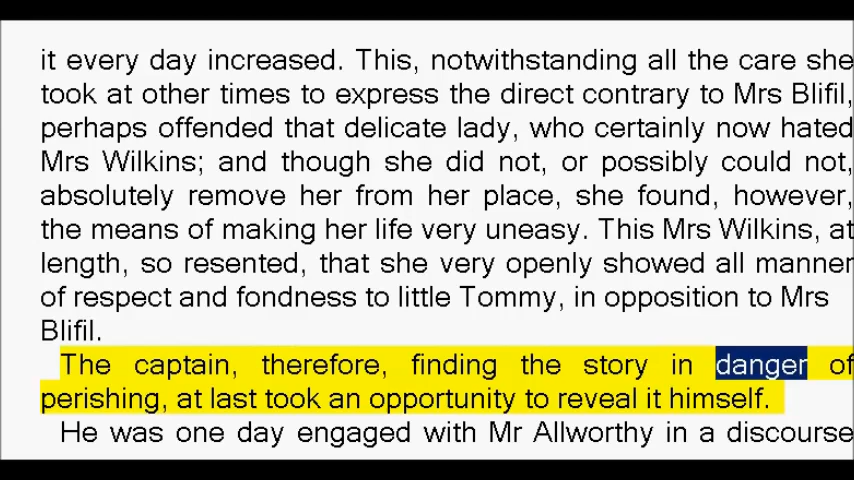 it every day increased. This, notwithstanding all the care she
took at other times to express the direct contrary to Mrs Blifil,
perhaps offended that delicate lady, who certainly now hated
Mrs Wilkins; and though she did not, or possibly could not,
absolutely remove her from her place, she found, however,
the means of making her life very uneasy. This Mrs Wilkins, at
length, so resented, that she very openly showed all manner
of respect and fondness to little Tommy, in opposition to Mrs
Blifil.
The captain, therefore, finding the story in danger of
perishing, at last took an opportunity to reveal it himself.
He was one day engaged with Mr Allworthy in a discourse